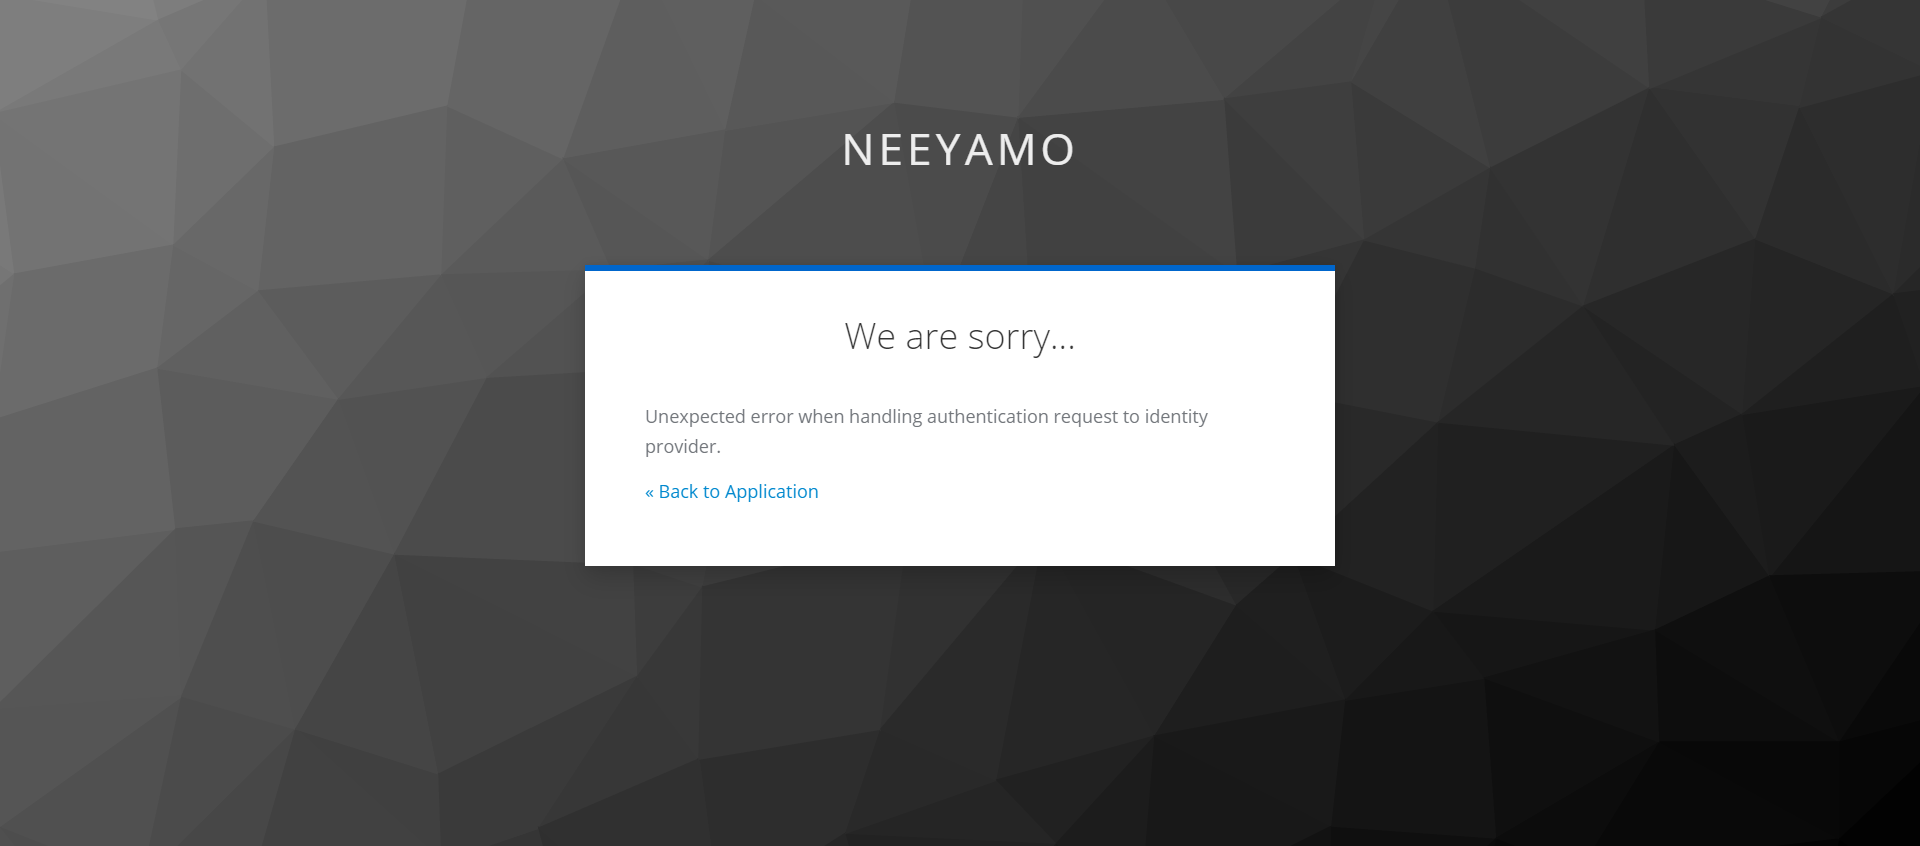 NEEYAMO
We are sorry...
Unexpected error when handling authentication request to identity
provider.
« Back to Application